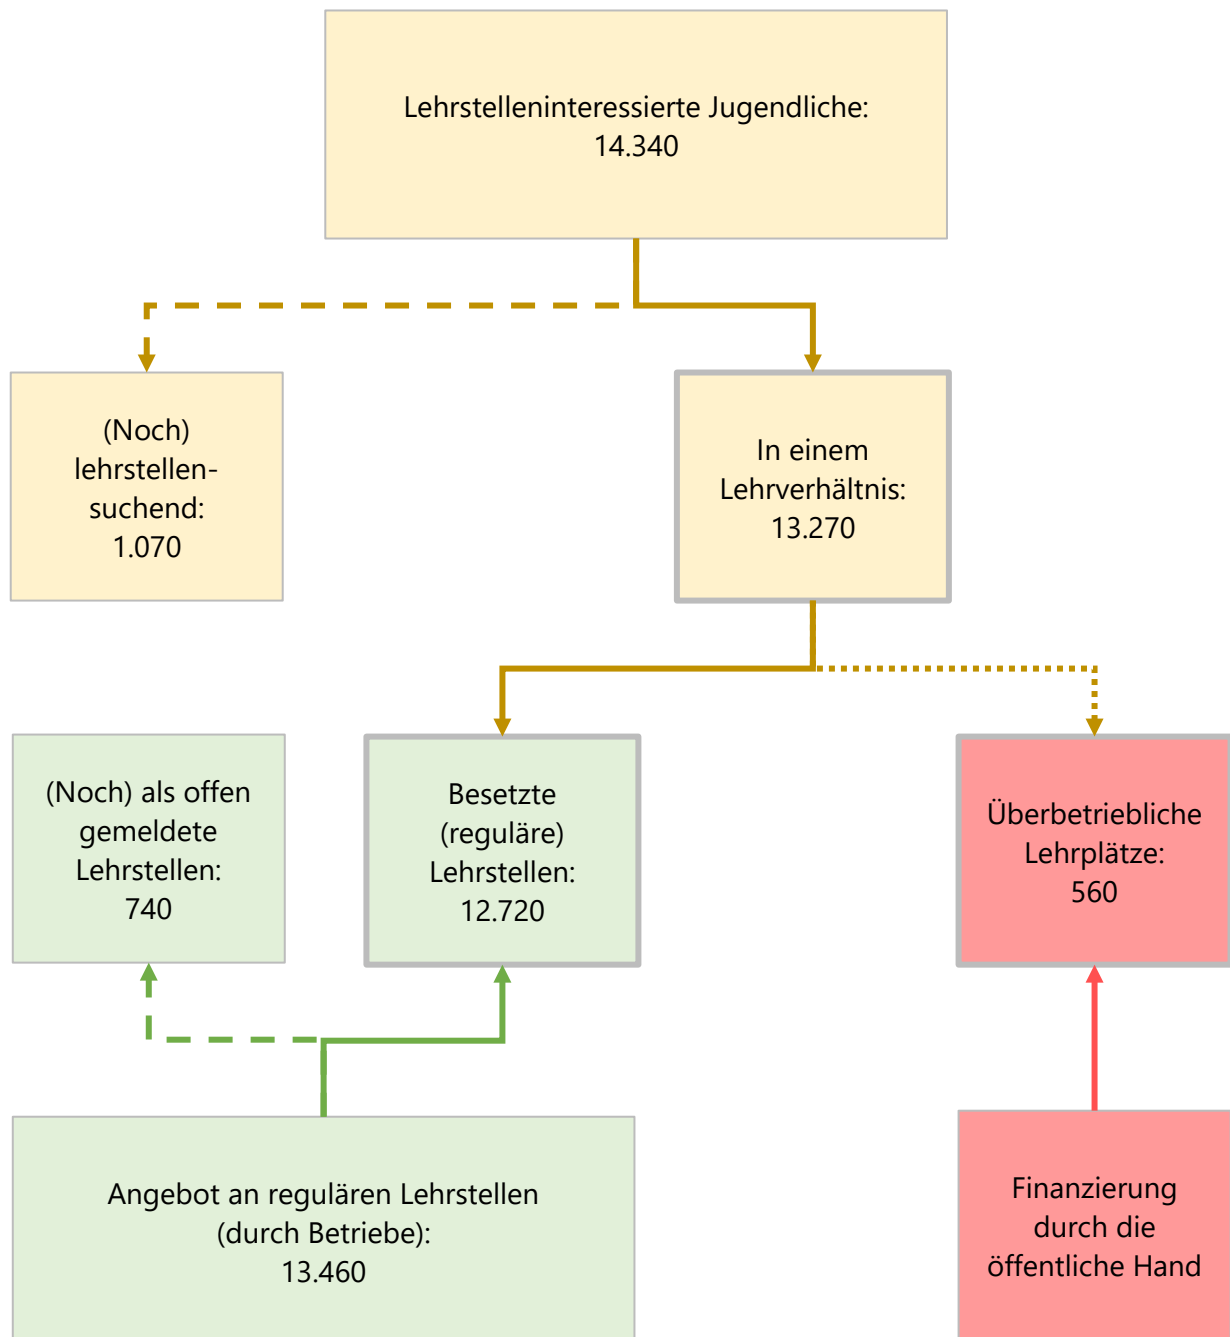 Lehrstelleninteressierte Jugendliche:
14.340
(Noch)
lehrstellen-
suchend:
1.070
In einem
Lehrverhältnis:
13.270
(Noch) als offen
gemeldete
Lehrstellen:
740
Besetzte
(reguläre)
Lehrstellen:
12.720
Überbetriebliche
Lehrplätze:
560
Angebot an regulären Lehrstellen
(durch Betriebe):
13.460
Finanzierung
durch die
öffentliche Hand